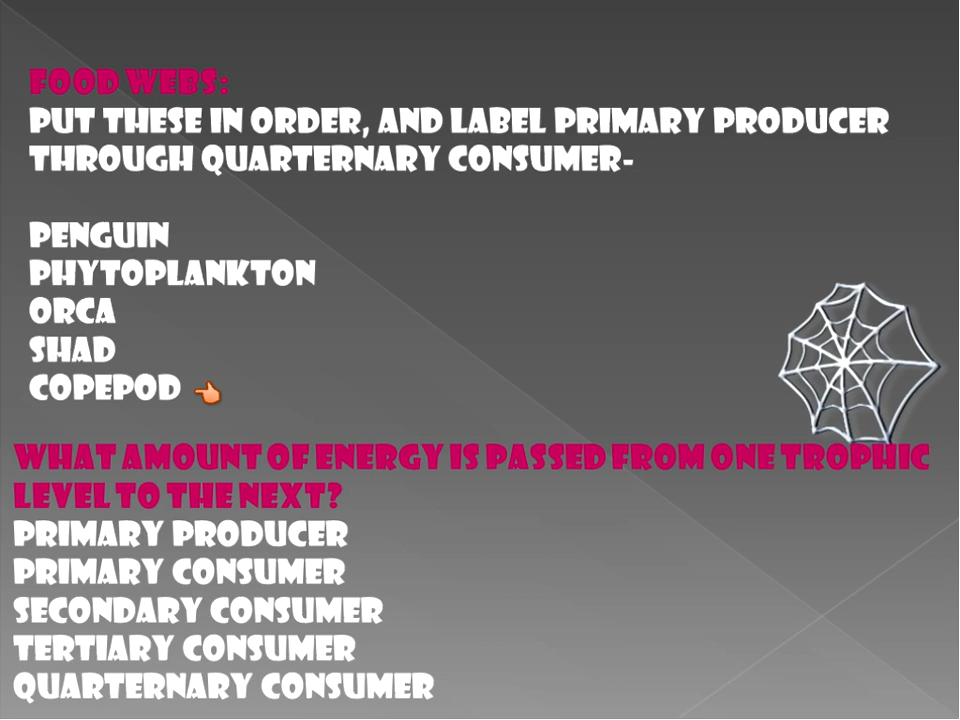 FOOD WEBS:
PUT THESE IN ORDER, AND LABEL PRIMARY PRODUCER
THROUGH QUARTERNARY CONSUMER-
PENGUIN
PHYTOPLANKTON
ORCA
SHAD
COPEPOD
WHAT AMOUNT OF ENERGY IS PASSED FROM ONE TROPHIC
LEVEL TO THE NEXT?
PRIMARY PRODUCER
PRIMARY CONSUMER
SECONDARY CONSUMER
TERTIARY CONSUMER
QUARTERNARY CONSUMER